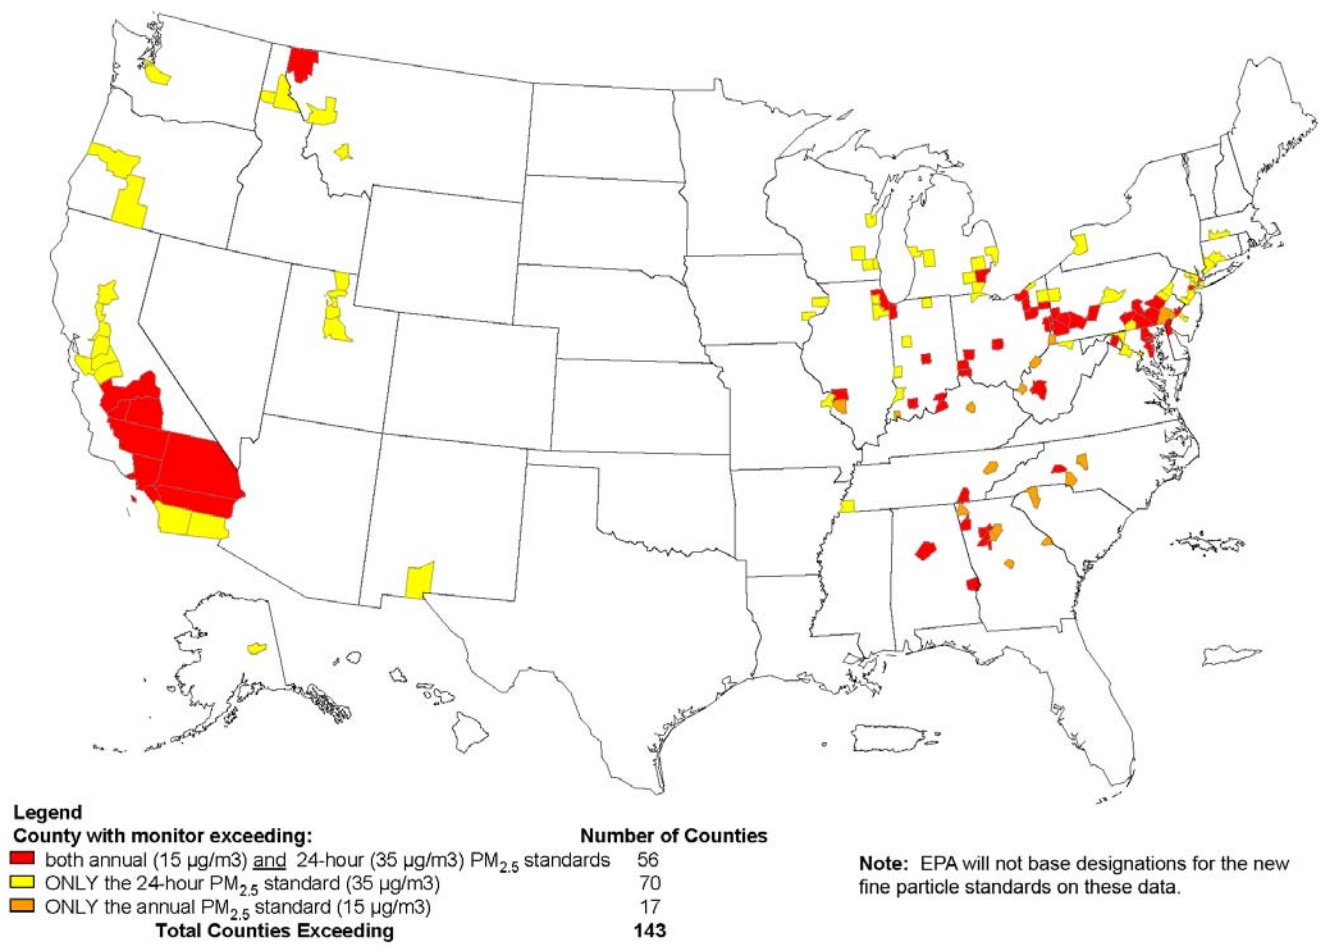 Legend
County with monitor exceeding: Number of Counties
both annual (15 µg/m3) and 24-hour (35 µg/m3) PM2.5 standards 56
ONLY the 24-hour PM2.5 standard (35 µg/m3) 70
ONLY the annual PM2.5 standard (15 µg/m3) 17
Total Counties Exceeding 143
Note: EPA will not base designations for the new
fine particle standards on these data.